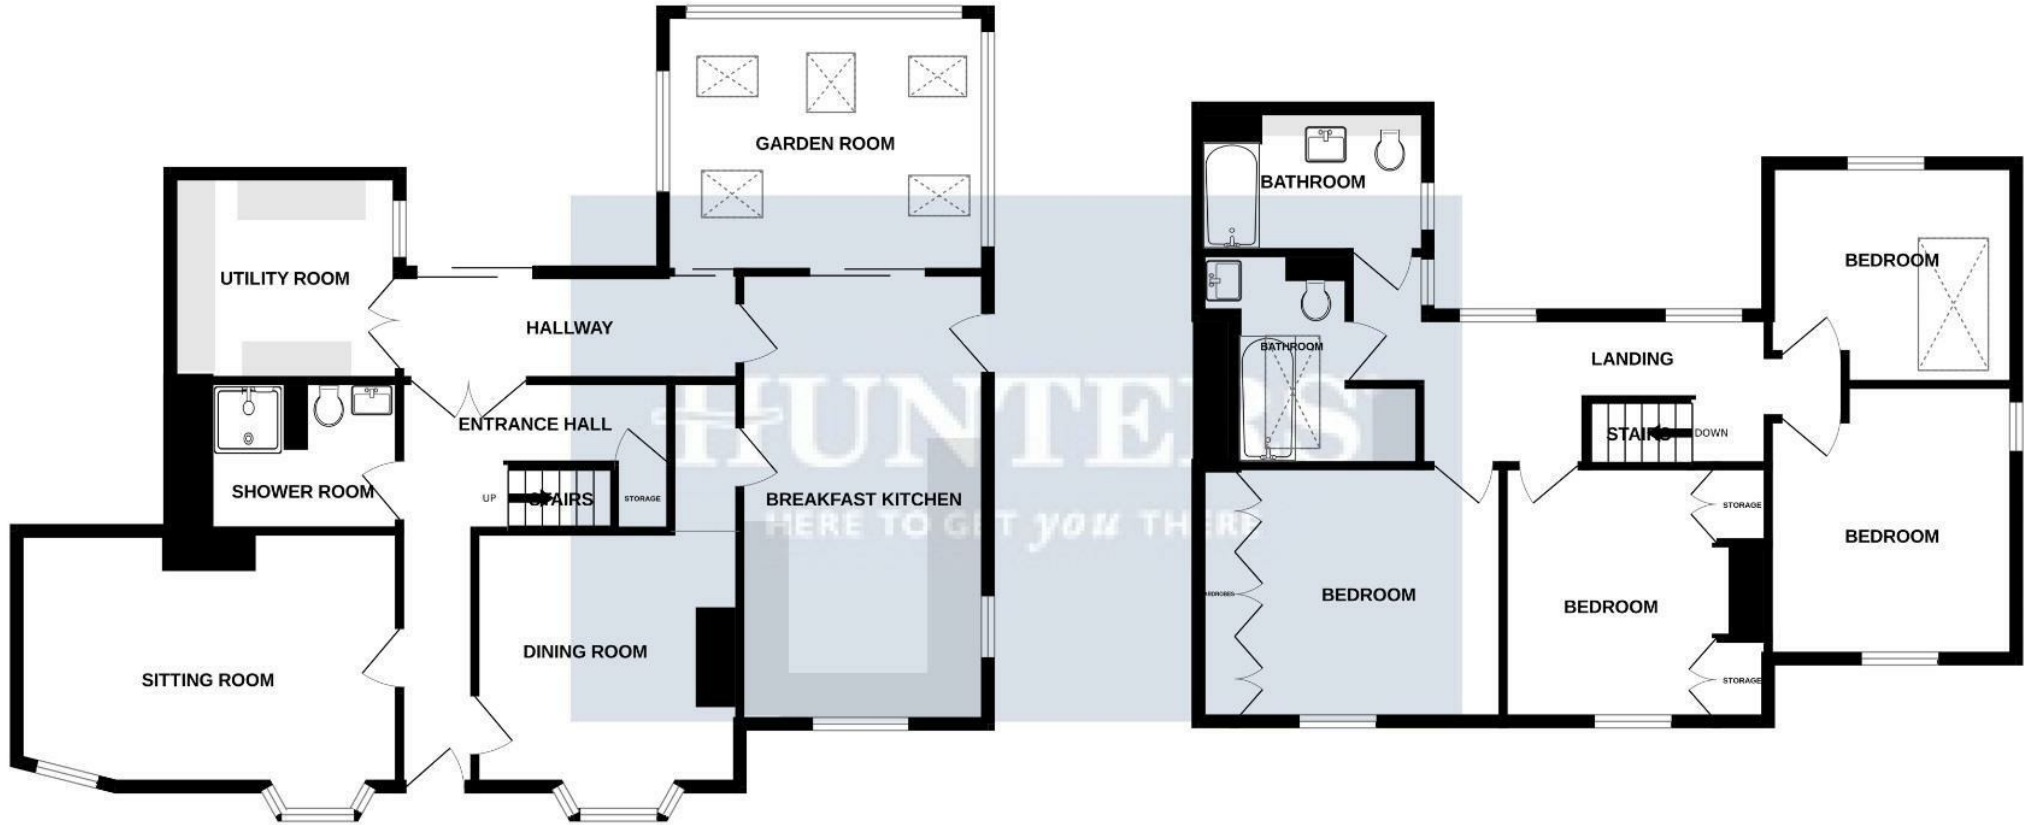 GARDEN ROOM
UTILITY ROOM
HALLWAY
ENTRANCE HALL
SHOWER ROOM
UP
STAIRS
STORAGE
BREAKFAST KITCHEN
SITTING ROOM
DINING ROOM
HUNTERS
HERE TO GET you THERE
BATHROOM
BATHROOM
BEDROOM
LANDING
STAIRS
DOWN
BEDROOM
BEDROOM
BEDROOM
STORAGE
STORAGE